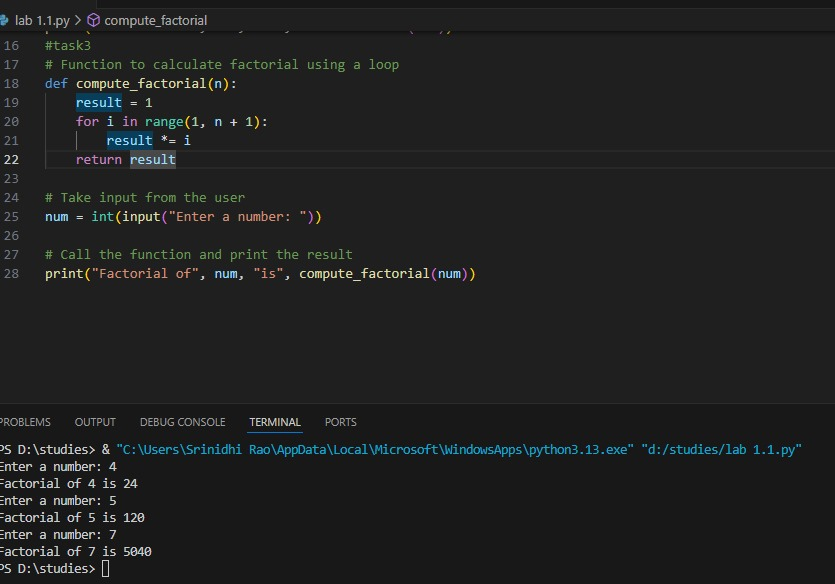 lab 1.1.py > compute_factorial
16 #task3
17 # Function to calculate factorial using a loop
18 def compute_factorial(n):
19     result = 1
20     for i in range(1, n + 1):
21         result *= i
22     return result
23
24 # Take input from the user
25 num = int(input("Enter a number: "))
26
27 # Call the function and print the result
28 print("Factorial of", num, "is", compute_factorial(num))
PROBLEMS OUTPUT DEBUG CONSOLE TERMINAL PORTS
PS D:\studies> & "C:\Users\Srinidhi Rao\AppData\Local\Microsoft\WindowsApps\python3.13.exe" "d:/studies/lab 1.1.py"
Enter a number: 4
Factorial of 4 is 24
Enter a number: 5
Factorial of 5 is 120
Enter a number: 7
Factorial of 7 is 5040
PS D:\studies>